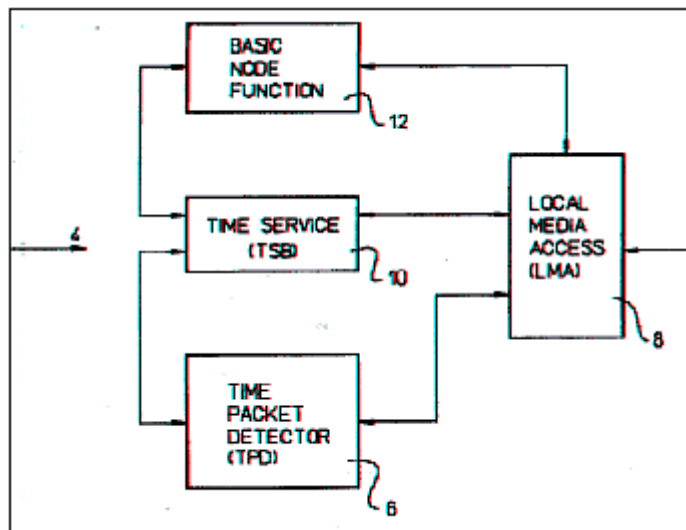 BASIC
NODE
FUNCTION
12
TIME SERVICE
(TSB)
10
4
LOCAL
MEDIA
ACCESS
(LMA)
8
TIME
PACKET
DETECTOR
(TPD)
6